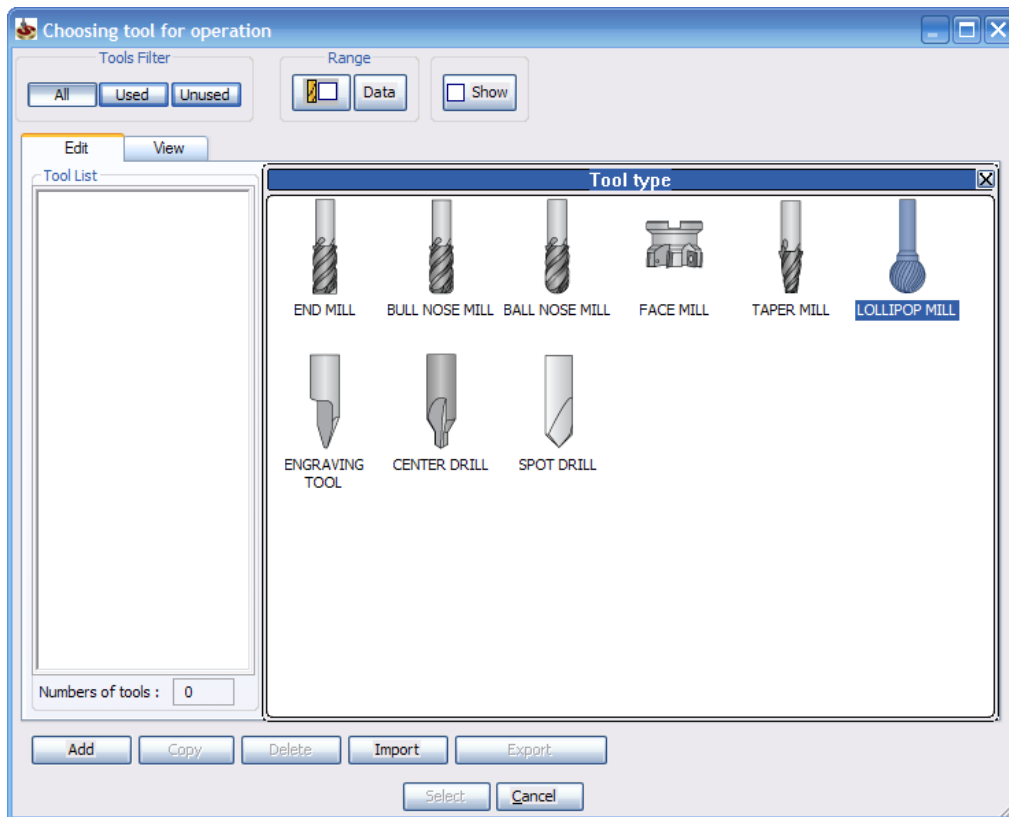 Choosing tool for operation
Tools Filter
Range
All
Used
Unused
Data
Show
Edit
View
Tool List
Tool type
END MILL
BULL NOSE MILL
BALL NOSE MILL
FACE MILL
TAPER MILL
LOLLIPOP MILL
ENGRAVING
TOOL
CENTER DRILL
SPOT DRILL
Numbers of tools :
0
Add
Copy
Delete
Import
Export
Select
Cancel